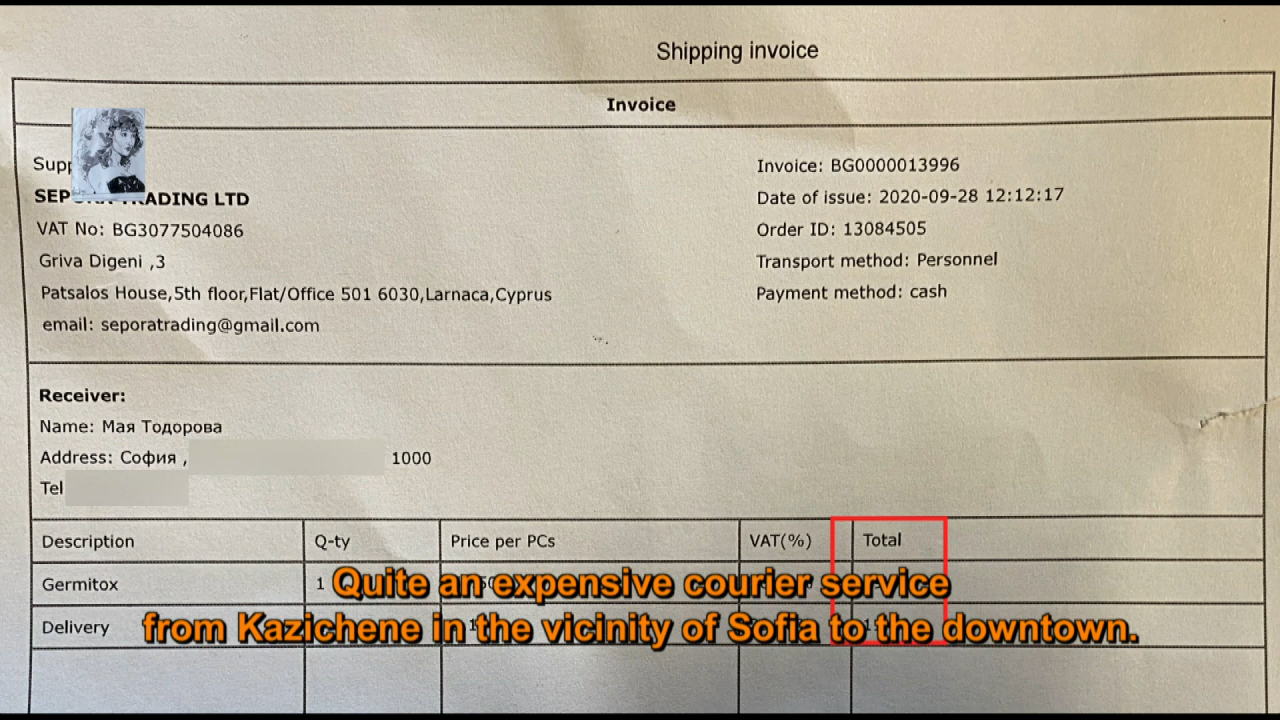 Shipping invoice
Invoice
SEPORA TRADING LTD
VAT No: BG3077504086
Griva Digeni ,3
Patsalos House,5th floor,Flat/Office 501 6030,Larnaca,Cyprus
email: seporatrading@gmail.com
Invoice: BG0000013996
Date of issue: 2020-09-28 12:12:17
Order ID: 13084505
Transport method: Personnel
Payment method: cash
Receiver:
Name: Мая Тодорова
Address: София , 1000
Tel
Description Q-ty Price per PCs VAT(%) Total
Germitox 1
Delivery
Quite an expensive courier service
from Kazichene in the vicinity of Sofia to the downtown.